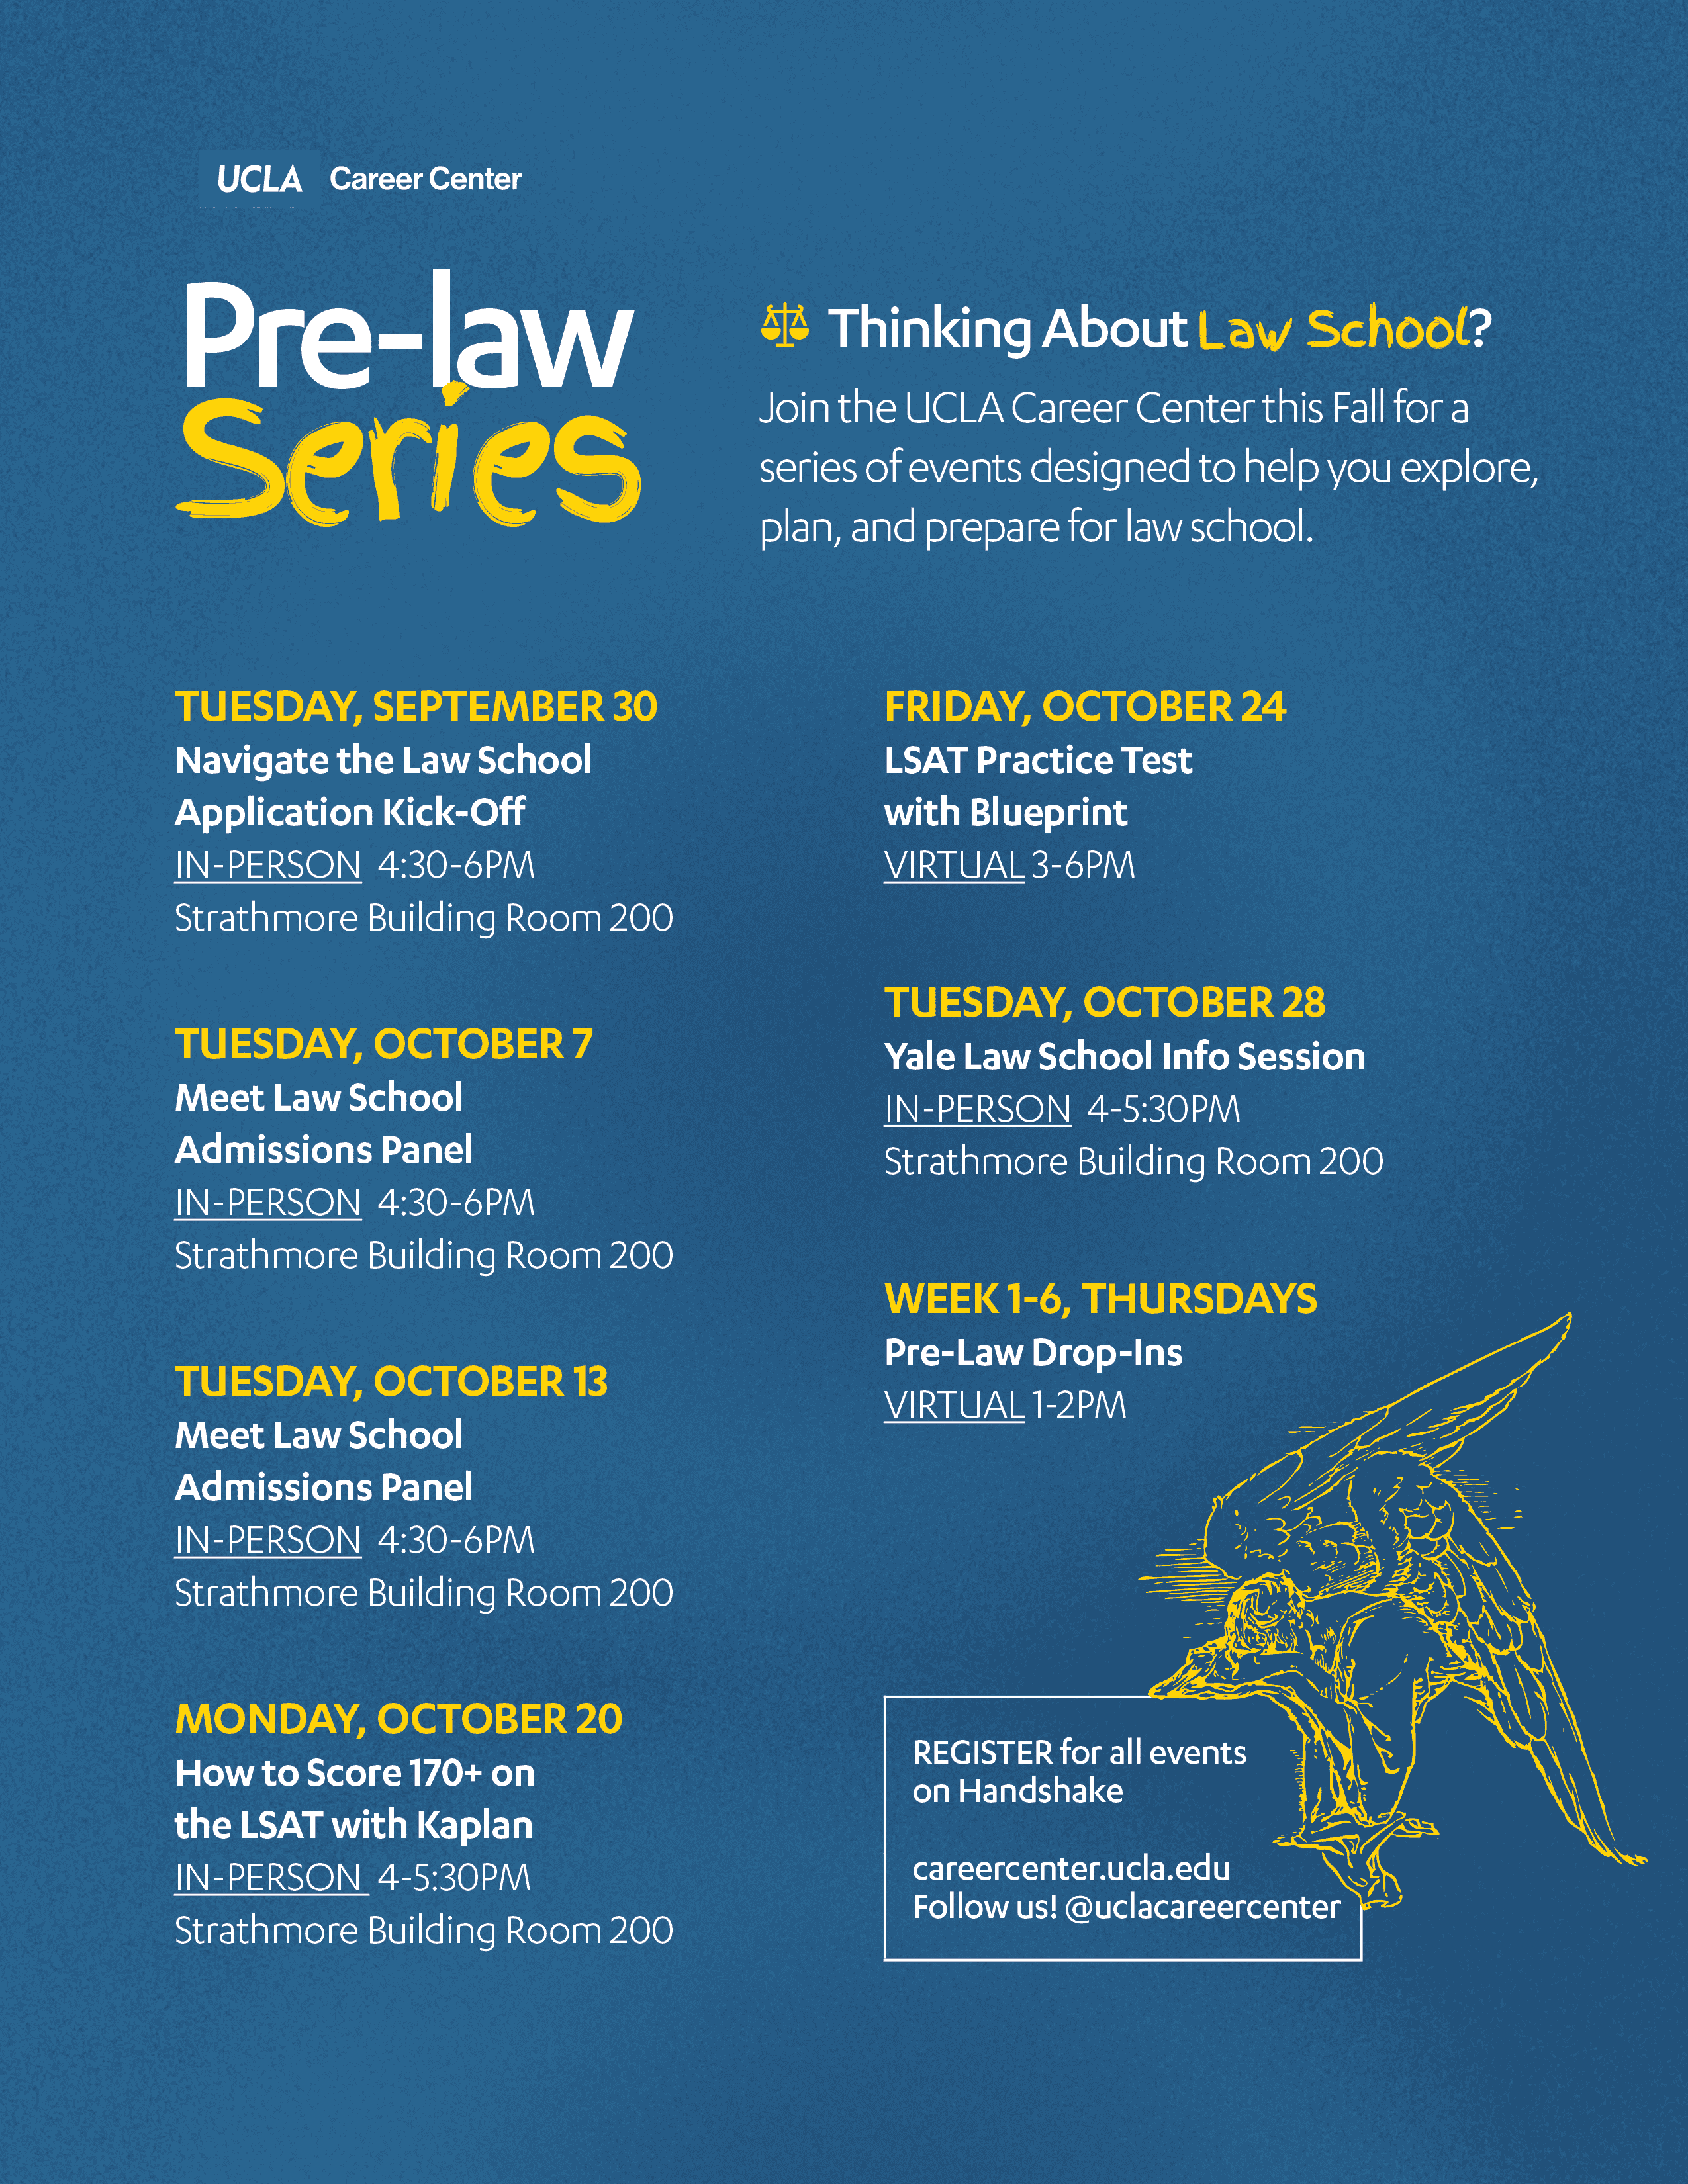 UCLA Career Center
Pre-law
Series
Thinking About Law School?
Join the UCLA Career Center this Fall for a
series of events designed to help you explore,
plan, and prepare for law school.
TUESDAY, SEPTEMBER 30
Navigate the Law School
Application Kick-Off
IN-PERSON 4:30-6PM
Strathmore Building Room 200
TUESDAY, OCTOBER 7
Meet Law School
Admissions Panel
IN-PERSON 4:30-6PM
Strathmore Building Room 200
TUESDAY, OCTOBER 13
Meet Law School
Admissions Panel
IN-PERSON 4:30-6PM
Strathmore Building Room 200
MONDAY, OCTOBER 20
How to Score 170+ on
the LSAT with Kaplan
IN-PERSON 4-5:30PM
Strathmore Building Room 200
FRIDAY, OCTOBER 24
LSAT Practice Test
with Blueprint
VIRTUAL 3-6PM
TUESDAY, OCTOBER 28
Yale Law School Info Session
IN-PERSON 4-5:30PM
Strathmore Building Room 200
WEEK 1-6, THURSDAYS
Pre-Law Drop-Ins
VIRTUAL 1-2PM
REGISTER for all events
on Handshake
careercenter.ucla.edu
Follow us! @uclacareercenter